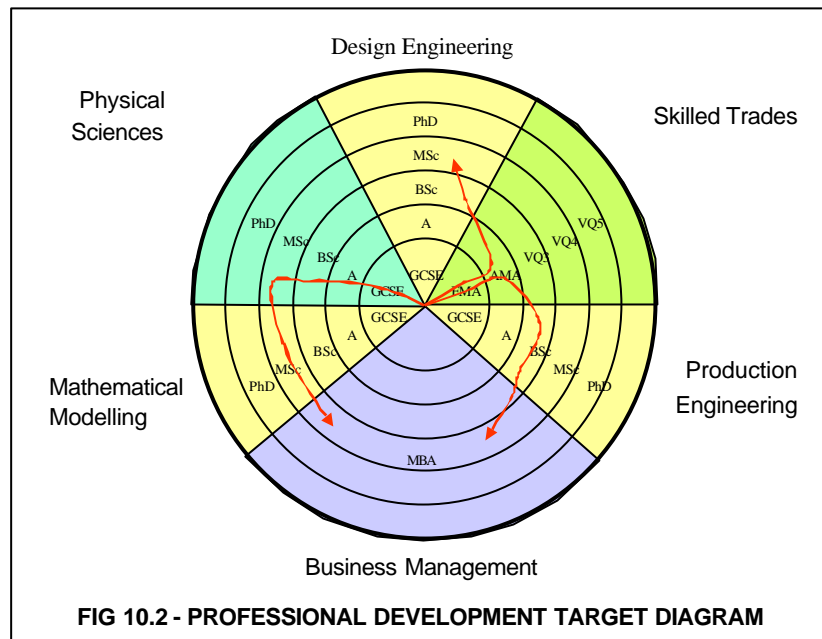 Design Engineering
Physical
Sciences
Skilled Trades
PhD
MSc
BSc
A
GCSE
PhD
MSc
BSc
A
GCSE
VQ5
VQ4
VQ3
AMA
FMA
GCSE
A
BSc
MSc
PhD
GCSE
A
BSc
MSc
PhD
Mathematical
Modelling
Production
Engineering
MBA
Business Management
FIG 10.2 - PROFESSIONAL DEVELOPMENT TARGET DIAGRAM